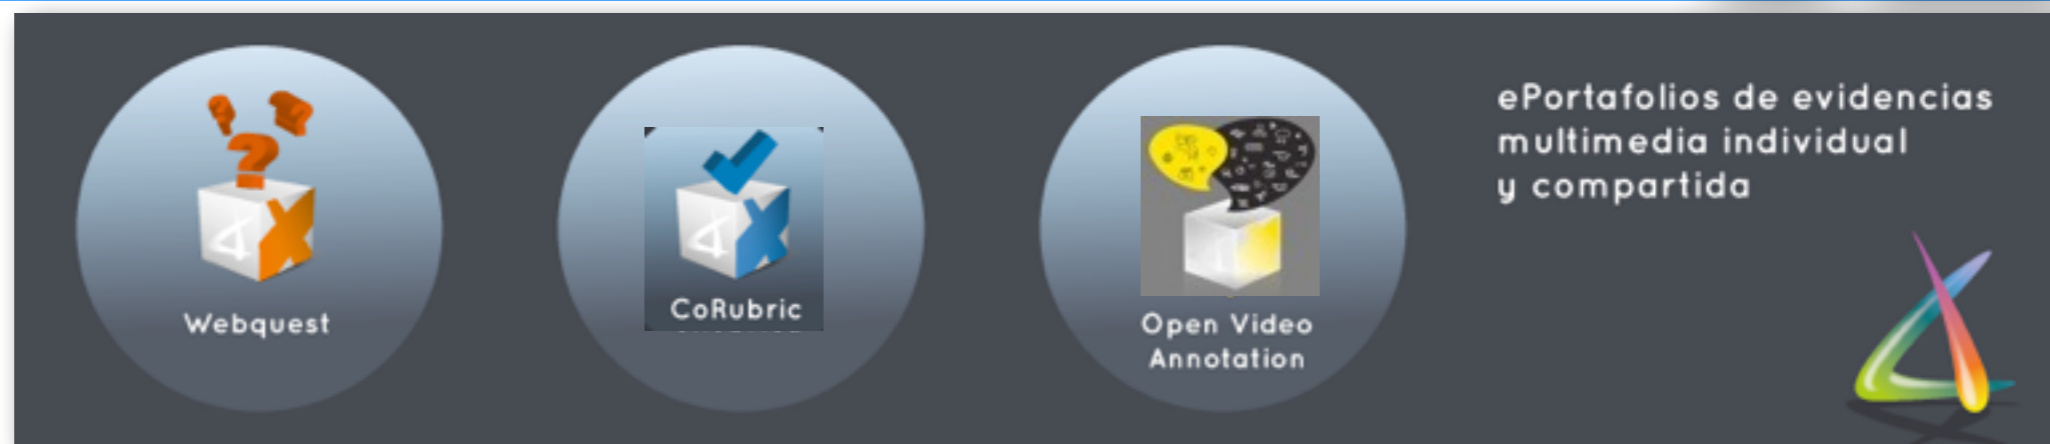 Webquest
CoRubric
Open Video
Annotation
ePortafolios de evidencias
multimedia individual
y compartida